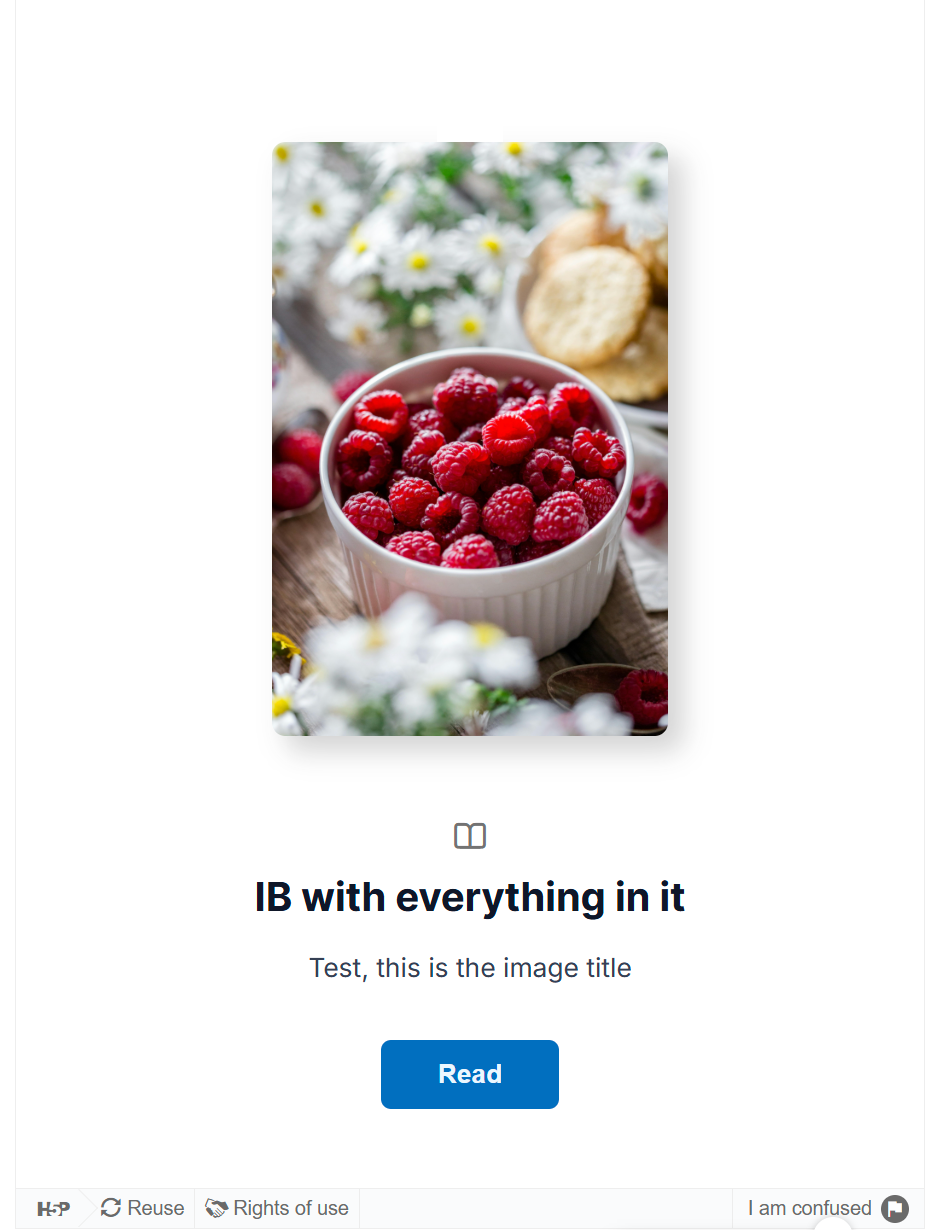 IB with everything in it
Test, this is the image title
Read
H5P Reuse Rights of use I am confused